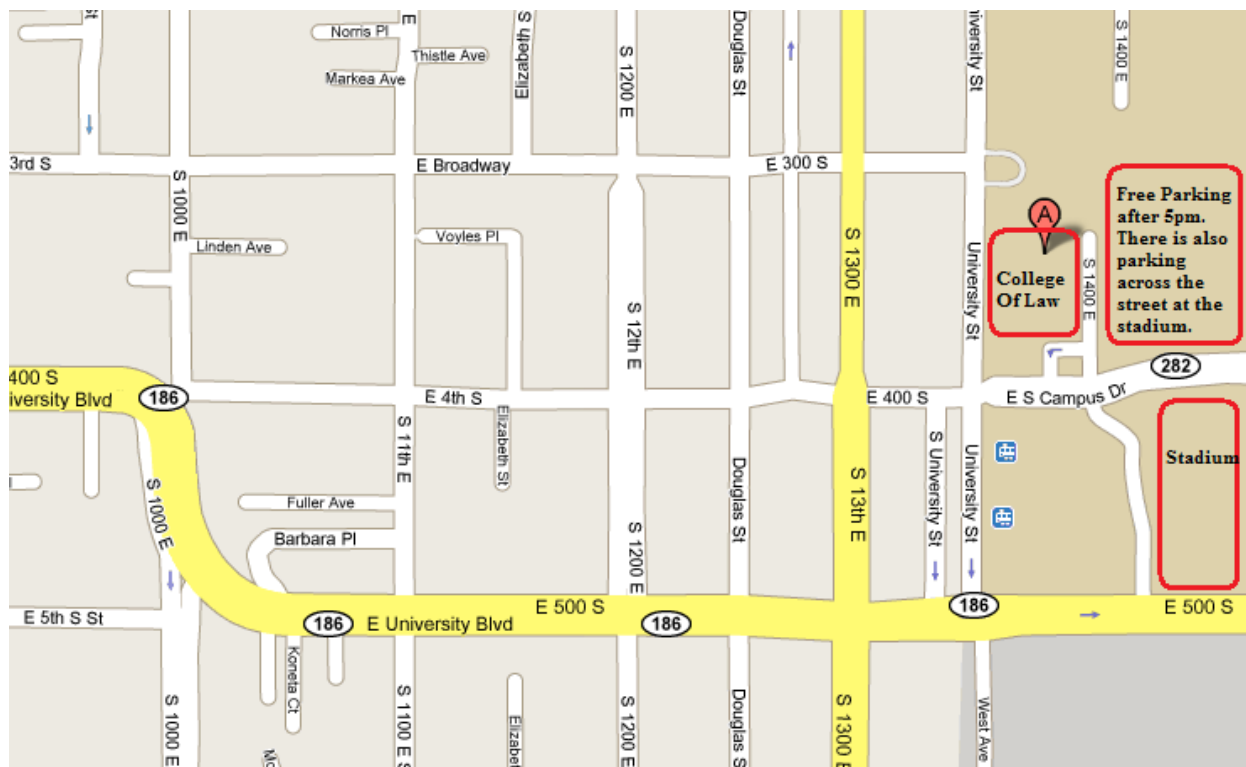 St
E
Norris Pl
Thistle Ave
Markea Ave
S Elizabeth
S 1200 E
Douglas St
University St
S 1400 E
3rd S
E Broadway
E 300 S
S 1000 E
Linden Ave
Voyles Pl
S 12th E
S 1300 E
University St
A
College
Of Law
S 1400 E
Free Parking
after 5pm.
There is also
parking
across the
street at the
stadium.
282
400 S
iversity Blvd
186
E 4th S
E 400 S
E S Campus Dr
S 11th E
Elizabeth St
Douglas St
S 13th E
S University St
University St
Stadium
S 1000 E
Fuller Ave
Barbara Pl
S 1200 E
E 5th S St
186
E University Blvd
E 500 S
186
186
E 500 S
S 1000 E
Koneta Ct
Mc
S 1100 E S
Elizabet
S 1200 E
Douglas S
S 1300 E
West Ave